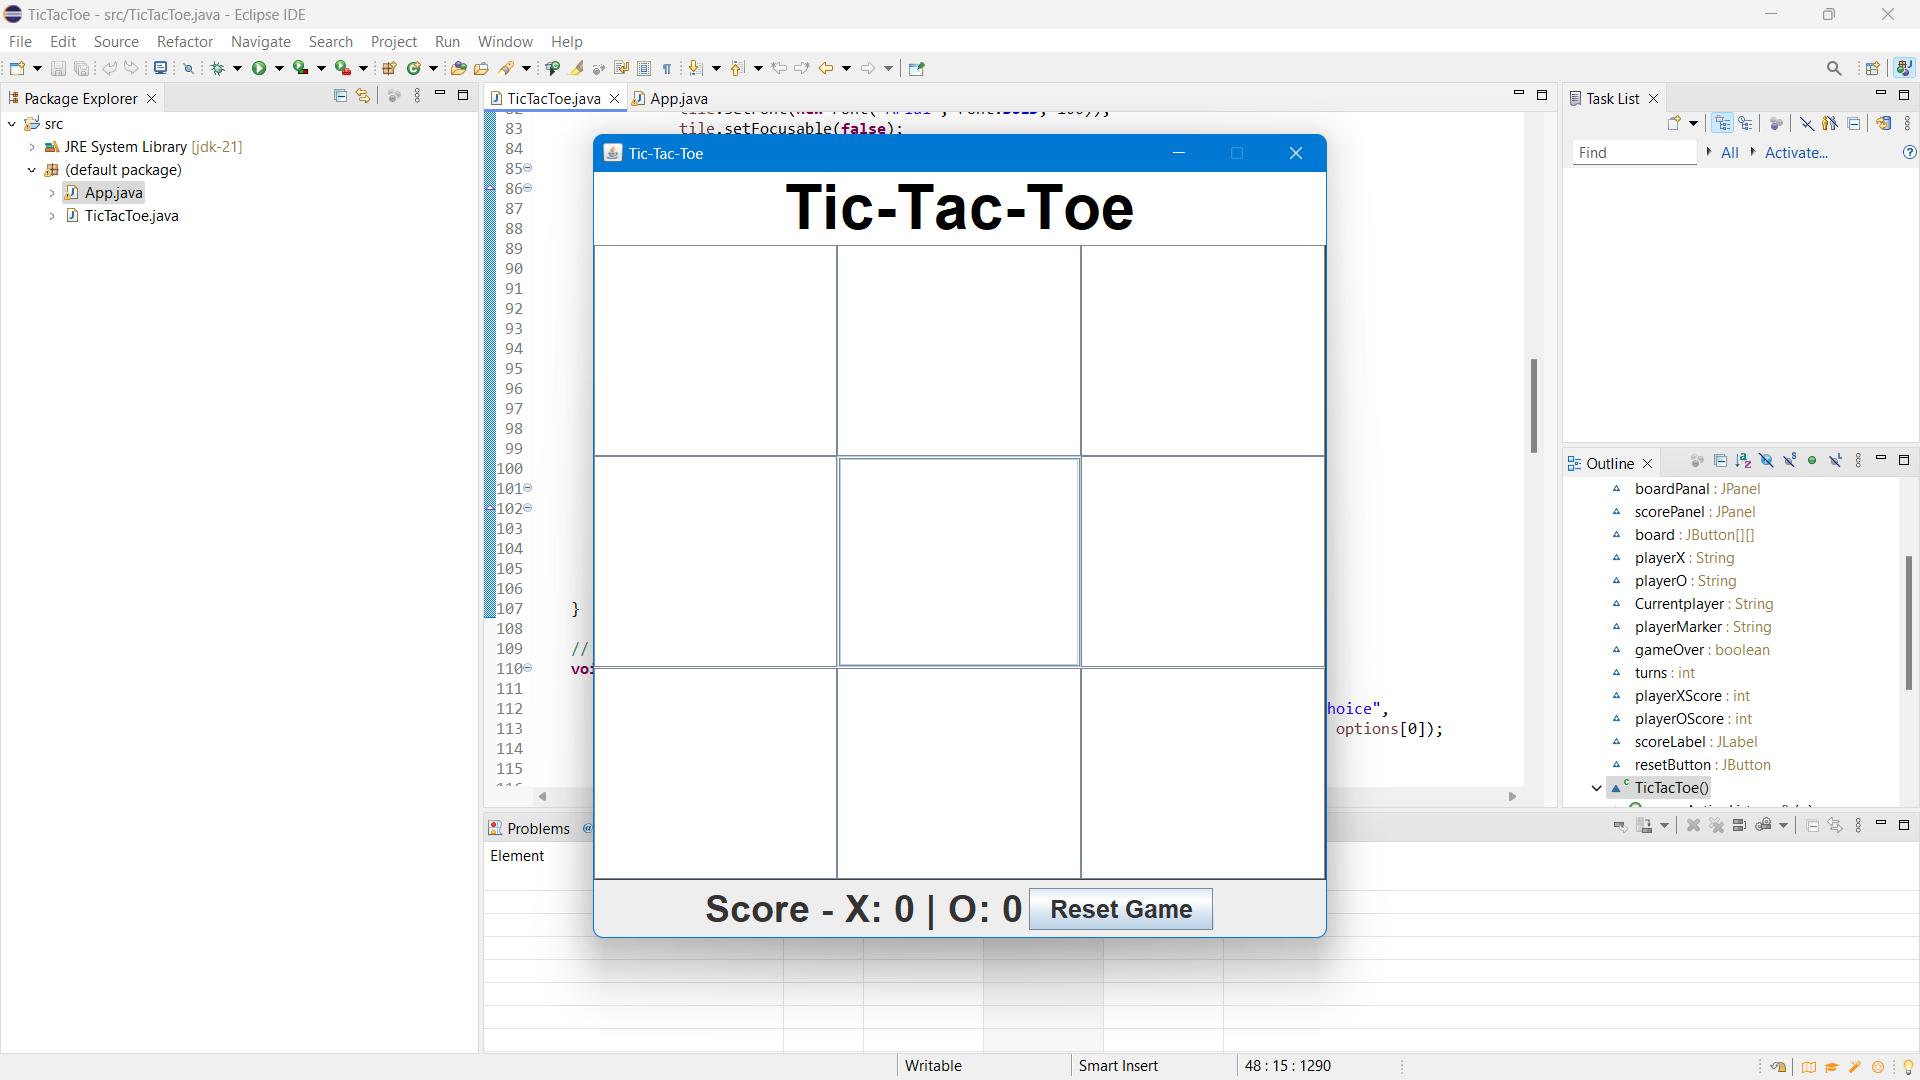 TicTacToe - src/TicTacToe.java - Eclipse IDE
File Edit Source Refactor Navigate Search Project Run Window Help
Package Explorer
TicTacToe.java
App.java
Task List
src
JRE System Library [jdk-21]
(default package)
App.java
TicTacToe.java
83 tile.setFocusable(false);
84
85
86
87
88
89
90
91
92
93
94
95
96
97
98
99
100
101
102
103
104
105
106
107 }
108
109 //
110 voi
111
112 hoice",
113 options[0]);
114
115
Tic-Tac-Toe
Tic-Tac-Toe
Score - X: 0 | O: 0 Reset Game
Find All Activate...
Outline
boardPanal : JPanel
scorePanel : JPanel
board : JButton[][]
playerX : String
playerO : String
Currentplayer : String
playerMarker : String
gameOver : boolean
turns : int
playerXScore : int
playerOScore : int
scoreLabel : JLabel
resetButton : JButton
TicTacToe()
Problems @
Element
Writable Smart Insert 48 : 15 : 1290